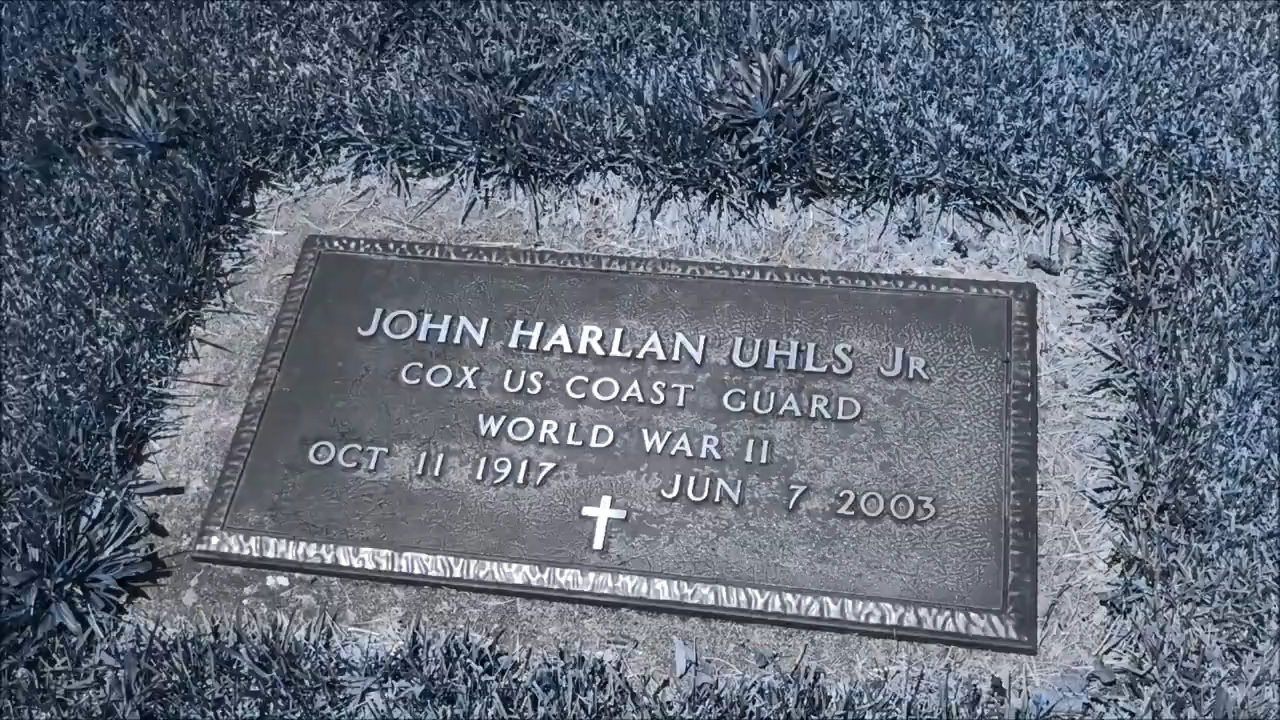 JOHN HARLAN UHLS JR
COX US COAST GUARD
WORLD WAR II
OCT 11 1917 JUN 7 2003